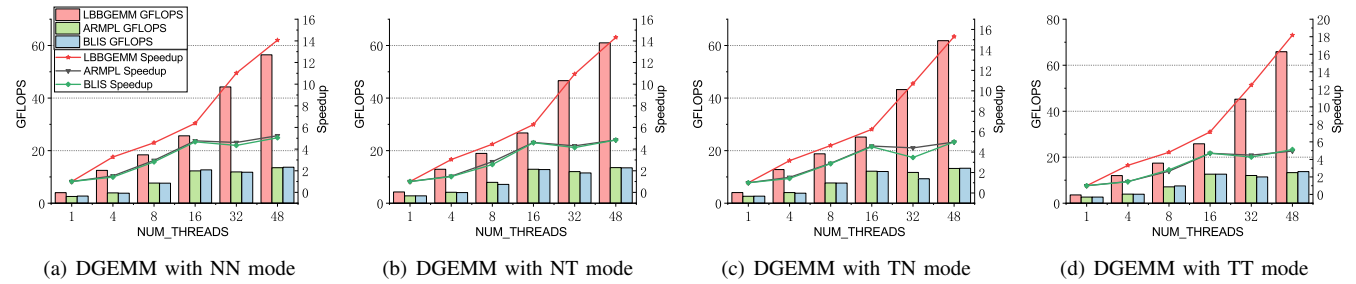 LBBGEMM GFLOPS
ARMPL GFLOPS
BLIS GFLOPS
LBBGEMM Speedup
ARMPL Speedup
BLIS Speedup
GFLOPS
60
40
20
0
16
14
12
10
8
6
4
2
0
Speedup
1 4 8 16 32 48
NUM_THREADS
(a) DGEMM with NN mode
GFLOPS
60
40
20
0
16
14
12
10
8
6
4
2
0
Speedup
1 4 8 16 32 48
NUM_THREADS
(b) DGEMM with NT mode
GFLOPS
60
40
20
0
16
14
12
10
8
6
4
2
0
Speedup
1 4 8 16 32 48
NUM_THREADS
(c) DGEMM with TN mode
GFLOPS
80
60
40
20
0
20
18
16
14
12
10
8
6
4
2
0
Speedup
1 4 8 16 32 48
NUM_THREADS
(d) DGEMM with TT mode